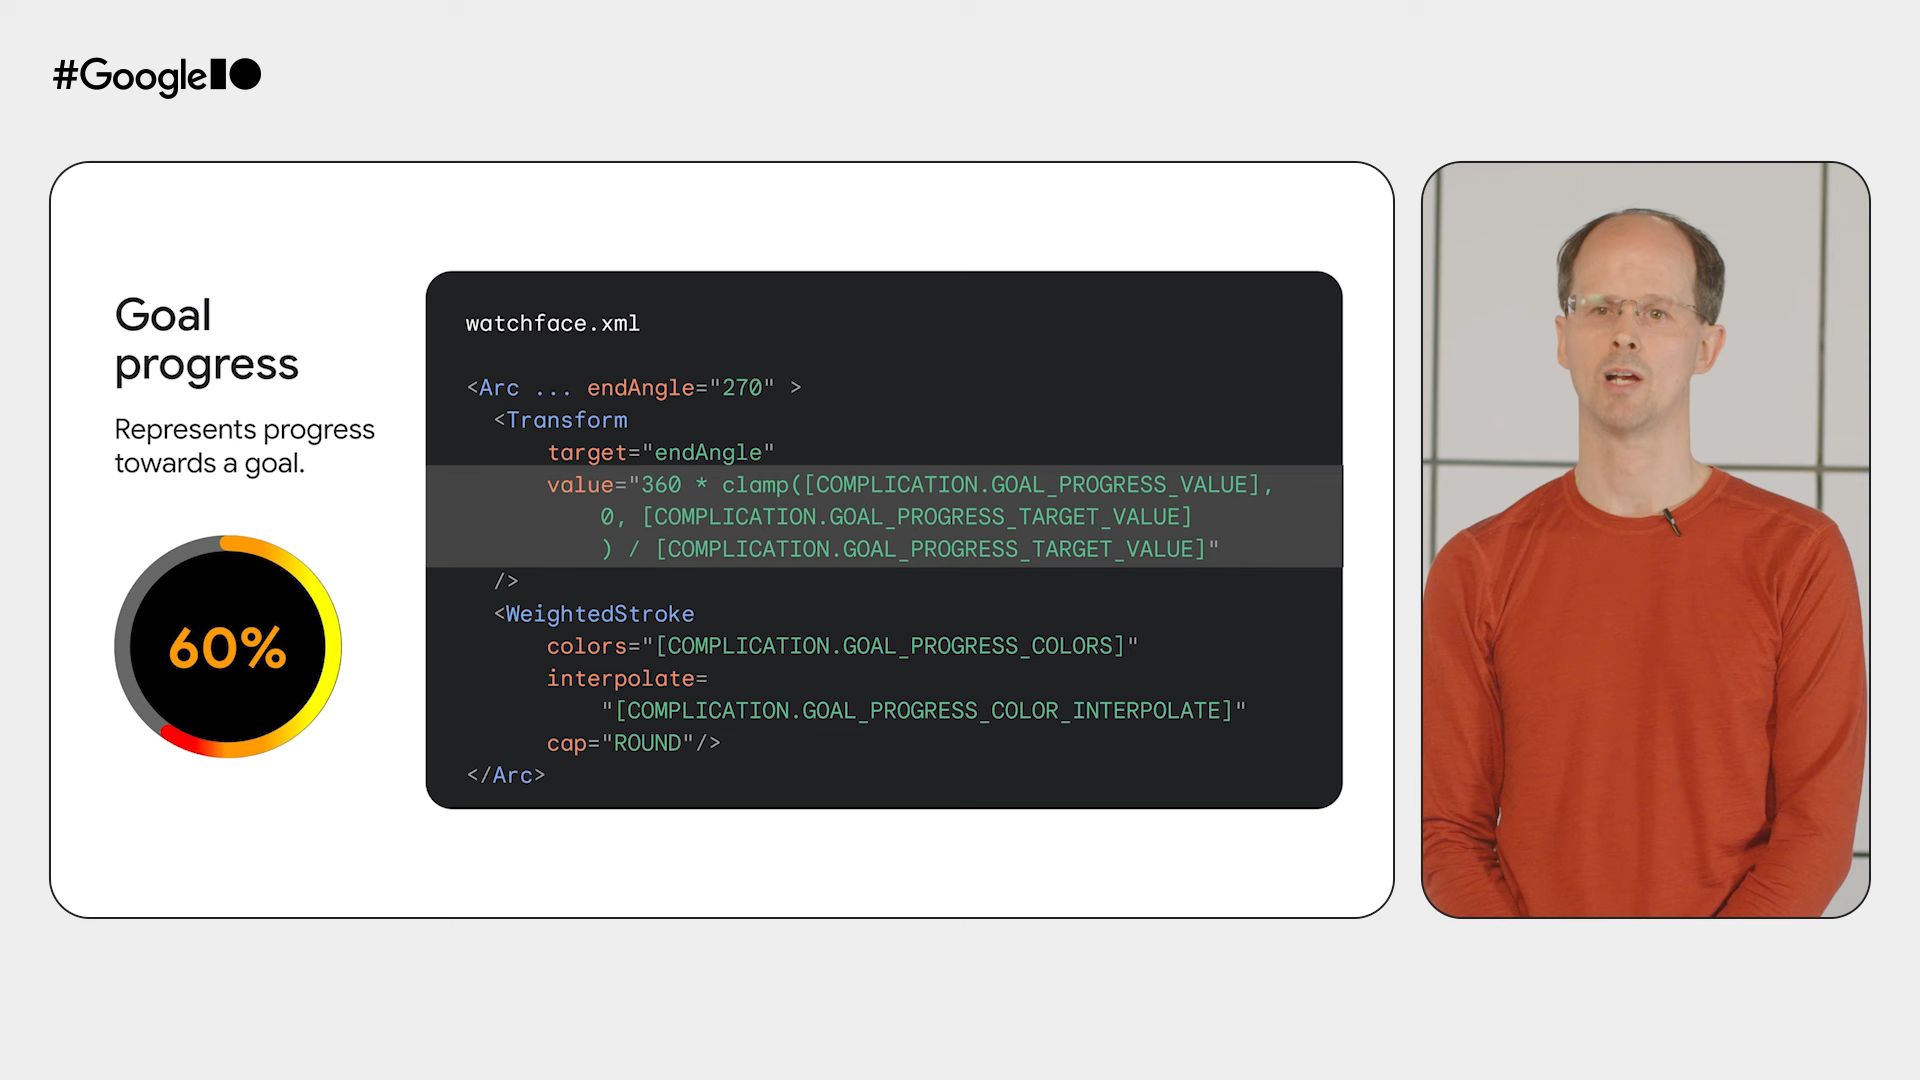 #GoogleIO
Goal
progress
Represents progress
towards a goal.
60%
watchface.xml
<Arc ... endAngle="270" >
<Transform
target="endAngle"
value="360 * clamp([COMPLICATION.GOAL_PROGRESS_VALUE],
0, [COMPLICATION.GOAL_PROGRESS_TARGET_VALUE]
) / [COMPLICATION.GOAL_PROGRESS_TARGET_VALUE]"
/>
<WeightedStroke
colors="[COMPLICATION.GOAL_PROGRESS_COLORS]"
interpolate=
"[COMPLICATION.GOAL_PROGRESS_COLOR_INTERPOLATE]"
cap="ROUND"/>
</Arc>